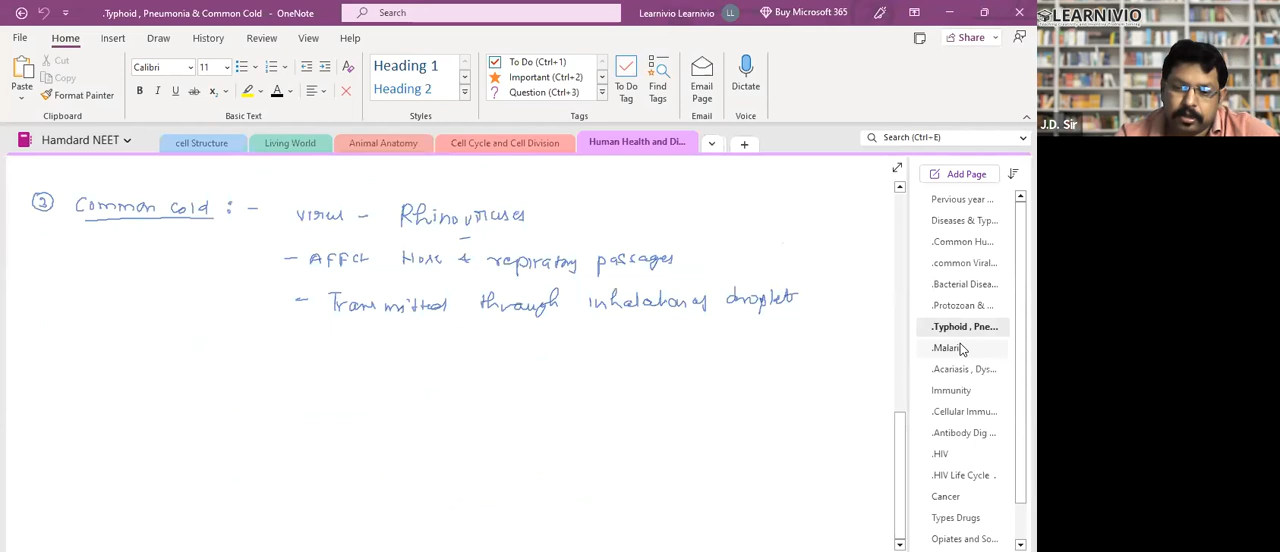 .Typhoid , Pneumonia & Common Cold - OneNote
Search
Learnivio Learnivio LL
Buy Microsoft 365
File Home Insert Draw History Review View Help
Share
Paste
Cut
Copy
Format Painter
Calibri 11
B I U ab x₂ A
Heading 1
Heading 2
To Do (Ctrl+1)
Important (Ctrl+2)
Question (Ctrl+3)
To Do Tag
Find Tags
Email Page
Dictate
Clipboard Basic Text Styles Tags Email Voice
Hamdard NEET
cell Structure
Living World
Animal Anatomy
Cell Cycle and Cell Division
Human Health and Di...
Search (Ctrl+E)
Add Page
Pervious year ...
Diseases & Typ...
.Common Hu...
.common Viral...
.Bacterial Disea...
.Protozoan & ...
.Typhoid , Pne...
.Malari
.Acariasis , Dys...
Immunity
.Cellular Immu...
.Antibody Dig ...
.HIV
.HIV Life Cycle .
Cancer
Types Drugs
Opiates and So...
Common cold : - virus - Rhinoviruses
- Affect Nose & repiratory passages
- Transmitted through inhalation of droplet
LEARNIVIO
J.D. Sir